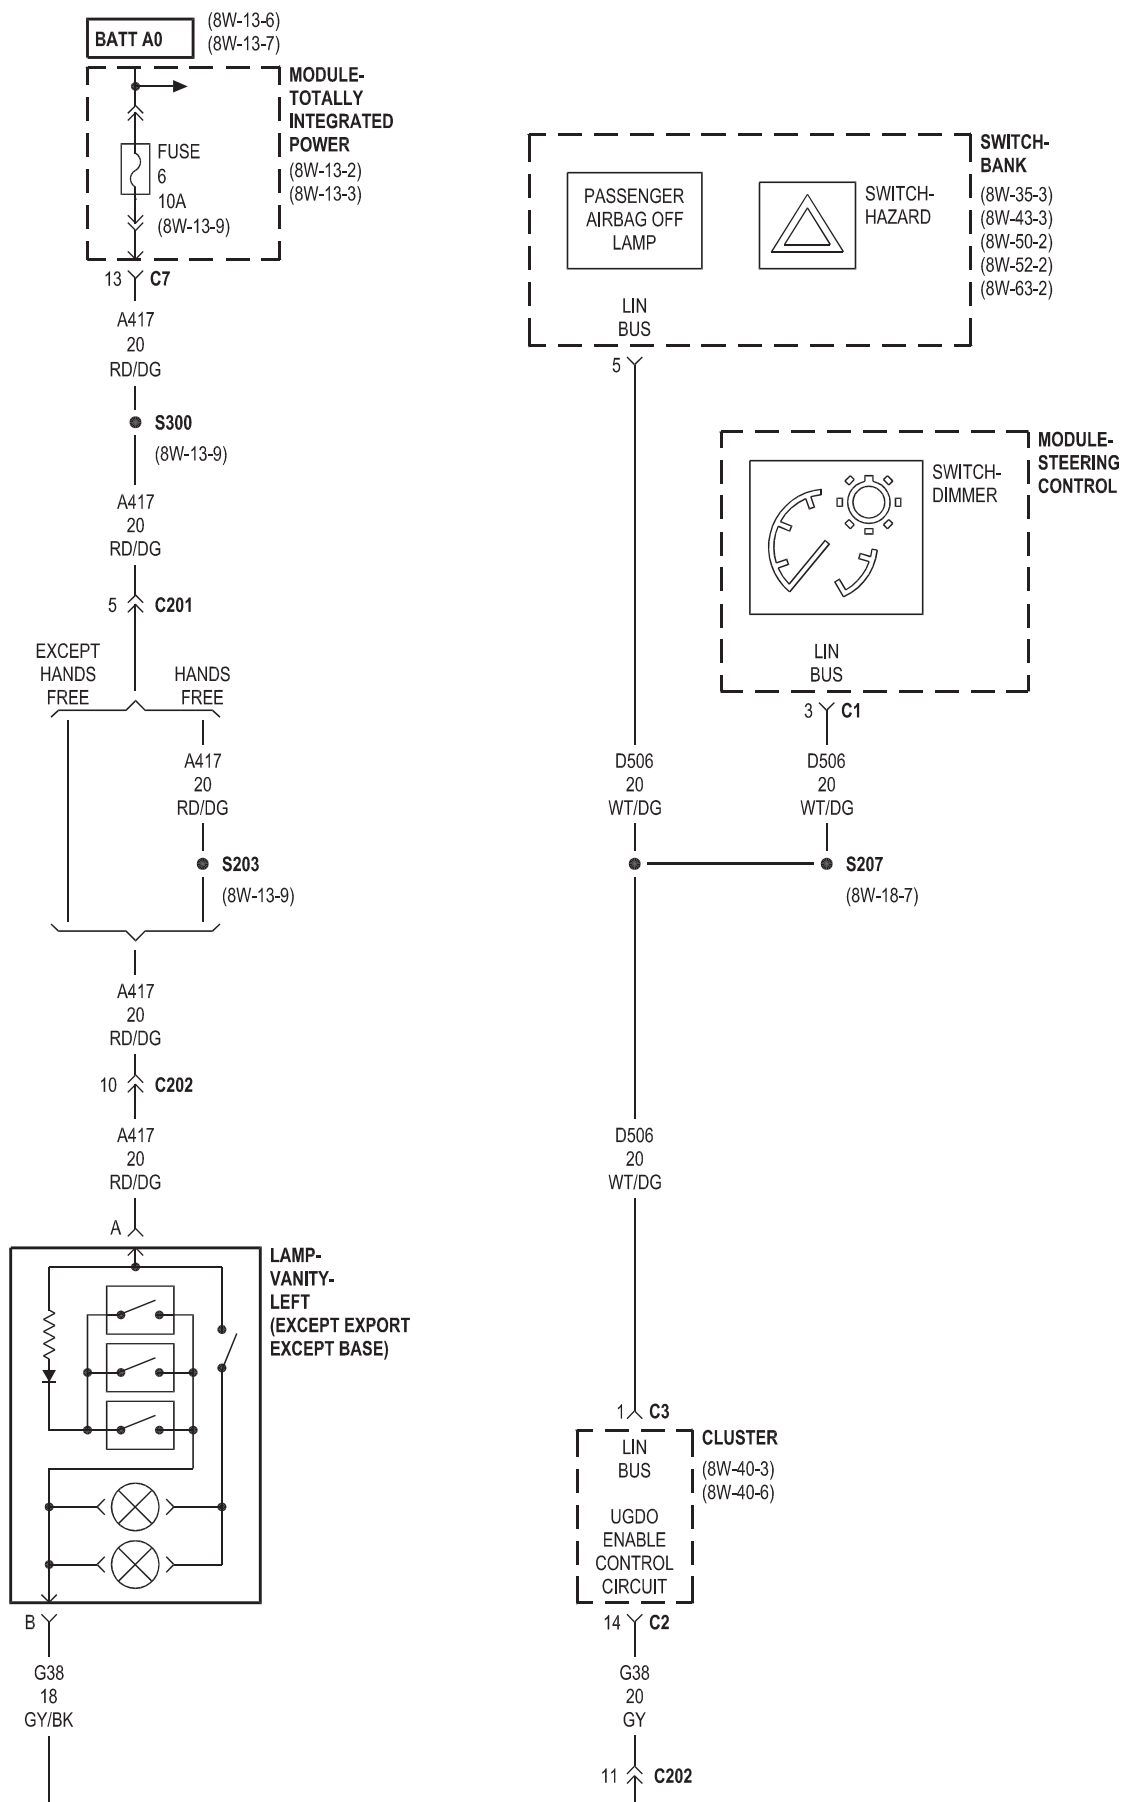 BATT A0
(8W-13-6)
(8W-13-7)
MODULE-
TOTALLY
INTEGRATED
POWER
(8W-13-2)
(8W-13-3)
FUSE
6
10A
(8W-13-9)
13 C7
A417
20
RD/DG
S300
(8W-13-9)
A417
20
RD/DG
5 C201
EXCEPT
HANDS
FREE
HANDS
FREE
A417
20
RD/DG
S203
(8W-13-9)
A417
20
RD/DG
10 C202
A417
20
RD/DG
A
LAMP-
VANITY-
LEFT
(EXCEPT EXPORT
EXCEPT BASE)
B
G38
18
GY/BK
SWITCH-
BANK
(8W-35-3)
(8W-43-3)
(8W-50-2)
(8W-52-2)
(8W-63-2)
PASSENGER
AIRBAG OFF
LAMP
SWITCH-
HAZARD
LIN
BUS
5
MODULE-
STEERING
CONTROL
SWITCH-
DIMMER
LIN
BUS
3 C1
D506
20
WT/DG
D506
20
WT/DG
S207
(8W-18-7)
D506
20
WT/DG
1 C3
CLUSTER
(8W-40-3)
(8W-40-6)
LIN
BUS
UGDO
ENABLE
CONTROL
CIRCUIT
14 C2
G38
20
GY
11 C202